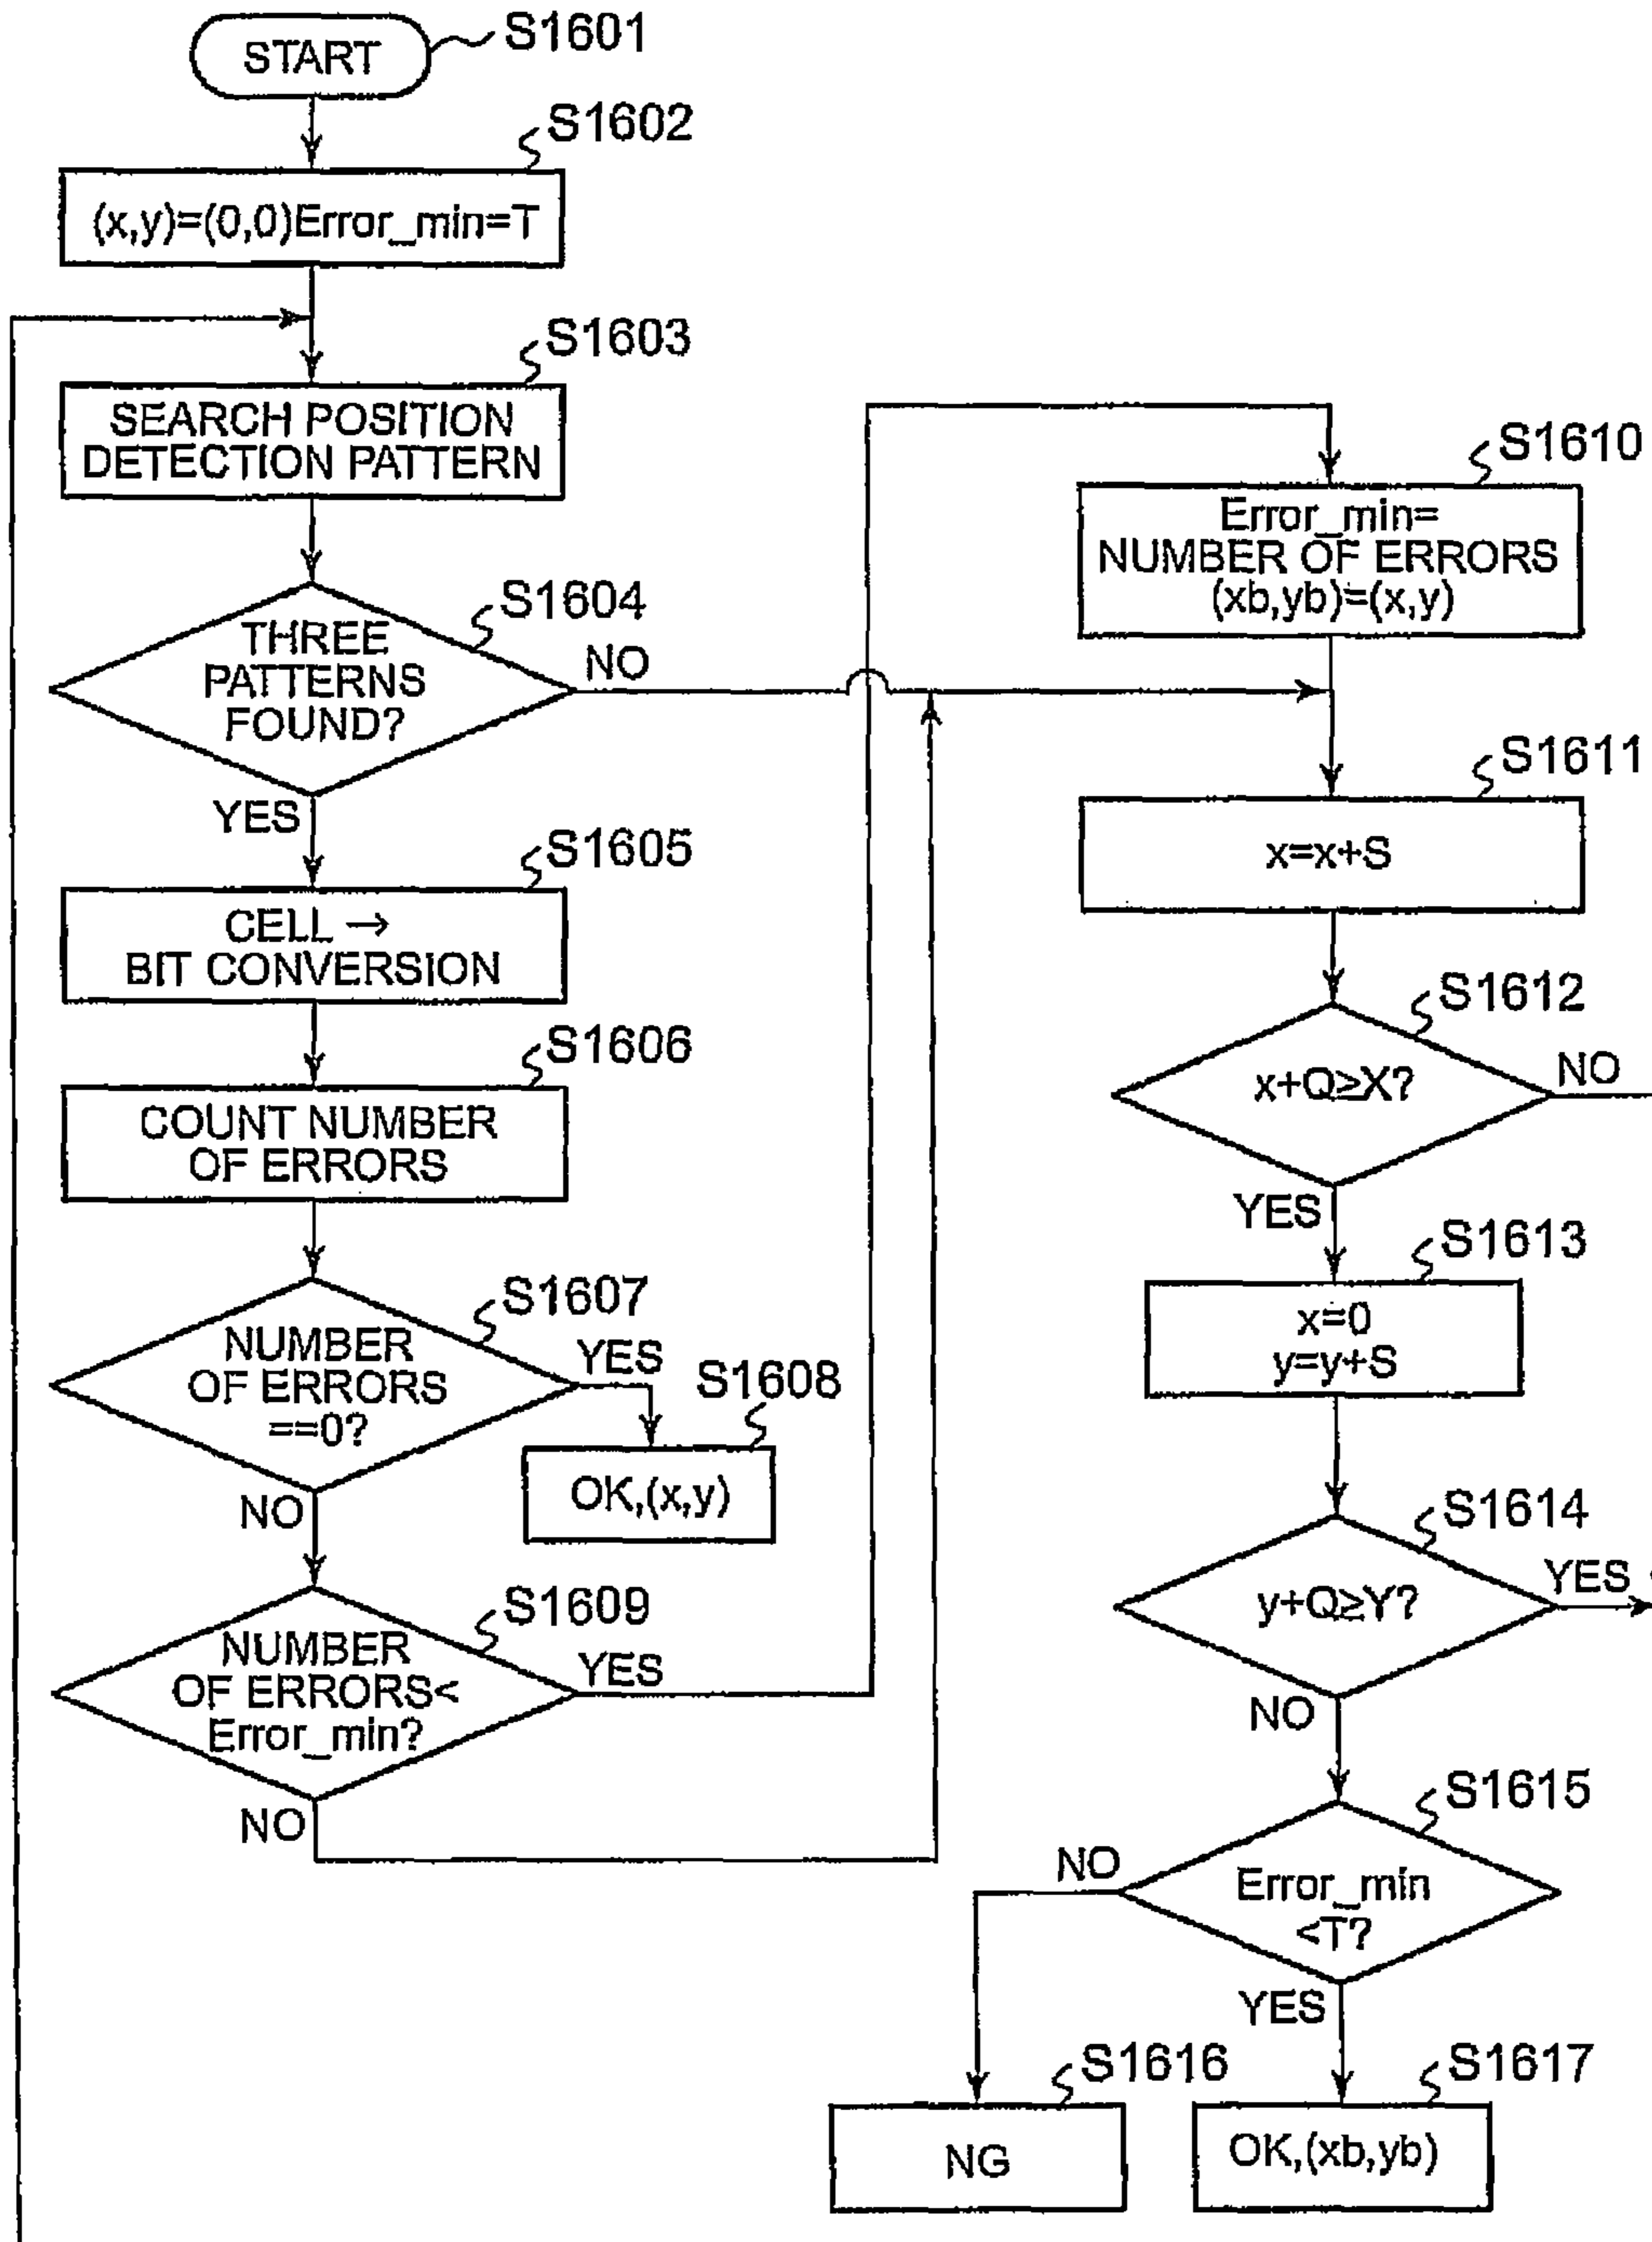 START
S1601
S1602
(x,y)=(0,0)Error_min=T
S1603
SEARCH POSITION
DETECTION PATTERN
S1604
THREE
PATTERNS
FOUND?
NO
YES
S1605
CELL →
BIT CONVERSION
S1606
COUNT NUMBER
OF ERRORS
S1607
NUMBER
OF ERRORS
==0?
YES
S1608
OK,(x,y)
NO
S1609
NUMBER
OF ERRORS<
Error_min?
YES
NO
S1610
Error_min=
NUMBER OF ERRORS
(xb,yb)=(x,y)
S1611
x=x+S
S1612
x+Q≥X?
NO
YES
S1613
x=0
y=y+S
S1614
y+Q≥Y?
YES
NO
S1615
Error_min
<T?
NO
YES
S1616
NG
S1617
OK,(xb,yb)